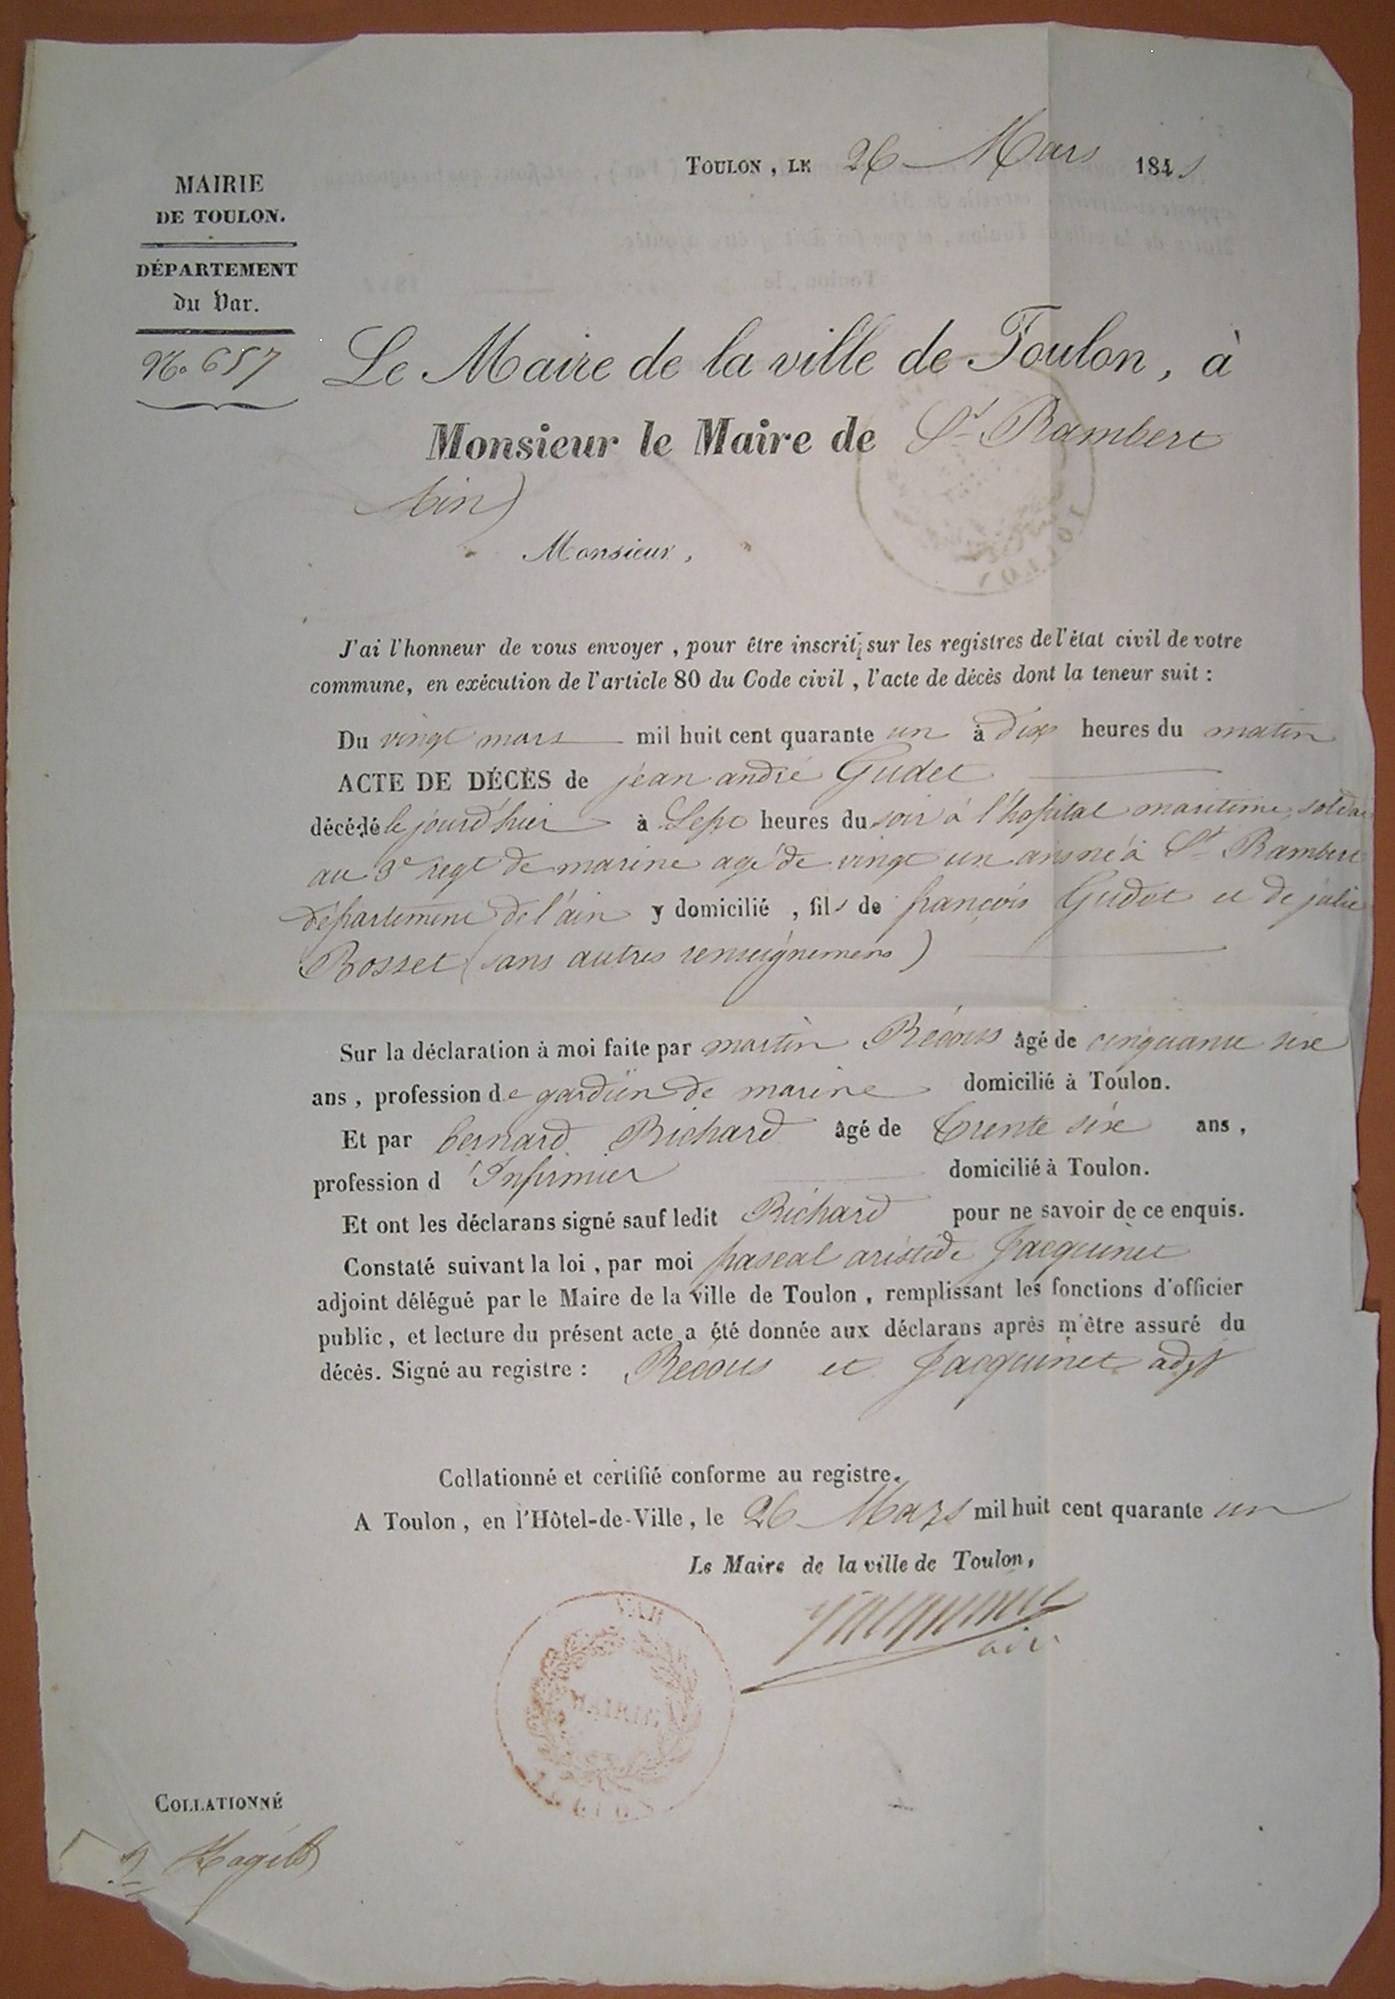 TOULON, LE 26 Mars 1841
MAIRIE
DE TOULON.
DÉPARTEMENT
du Var.
No 657
Le Maire de la ville de Toulon, à
Monsieur le Maire de St Rambert
Ain)
Monsieur,
J'ai l'honneur de vous envoyer, pour être inscrit, sur les registres de l'état civil de votre
commune, en exécution de l'article 80 du Code civil, l'acte de décès dont la teneur suit :
Du vingt mars mil huit cent quarante un à dix heures du matin
ACTE DE DÉCÈS de jean andré Gudet
décédé le jourd'hier à Sept heures du soir à l'hopital maritime, soldat
au 3e regt de marine agé de vingt un ans né à St Rambert
département de l'ain y domicilié, fils de françois Gudet et de julie
Rosset (sans autres renseignemens)
Sur la déclaration à moi faite par martin Récous âgé de cinquante six
ans, profession de gardien de marine domicilié à Toulon.
Et par bernard Richard âgé de trente six ans,
profession d'Infirmier domicilié à Toulon.
Et ont les déclarans signé sauf ledit Richard pour ne savoir de ce enquis.
Constaté suivant la loi, par moi pascal aristide Jacquinet
adjoint délégué par le Maire de la ville de Toulon, remplissant les fonctions d'officier
public, et lecture du présent acte a été donnée aux déclarans après m'être assuré du
décès. Signé au registre : Récous et Jacquinet adjt
Collationné et certifié conforme au registre.
A Toulon, en l'Hôtel-de-Ville, le 26 Mars mil huit cent quarante un
Le Maire de la ville de Toulon,
Jacquinet
VAR
MAIRIE
TOULON
COLLATIONNÉ